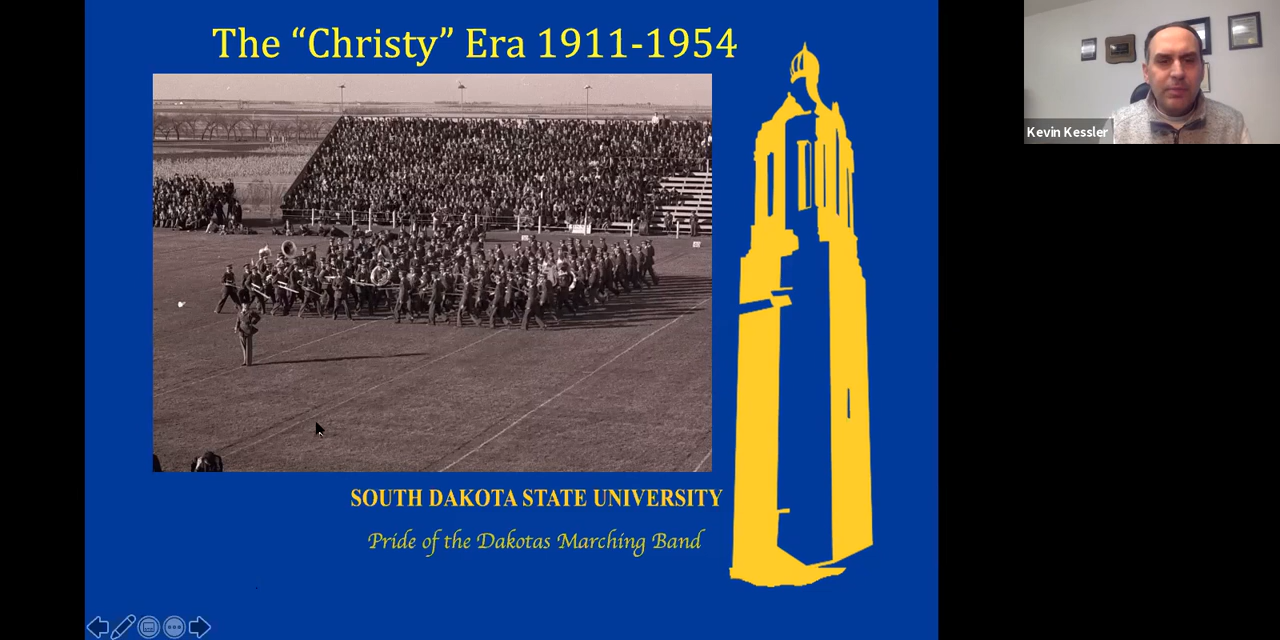 The “Christy” Era 1911-1954
Kevin Kessler
SOUTH DAKOTA STATE UNIVERSITY
Pride of the Dakotas Marching Band